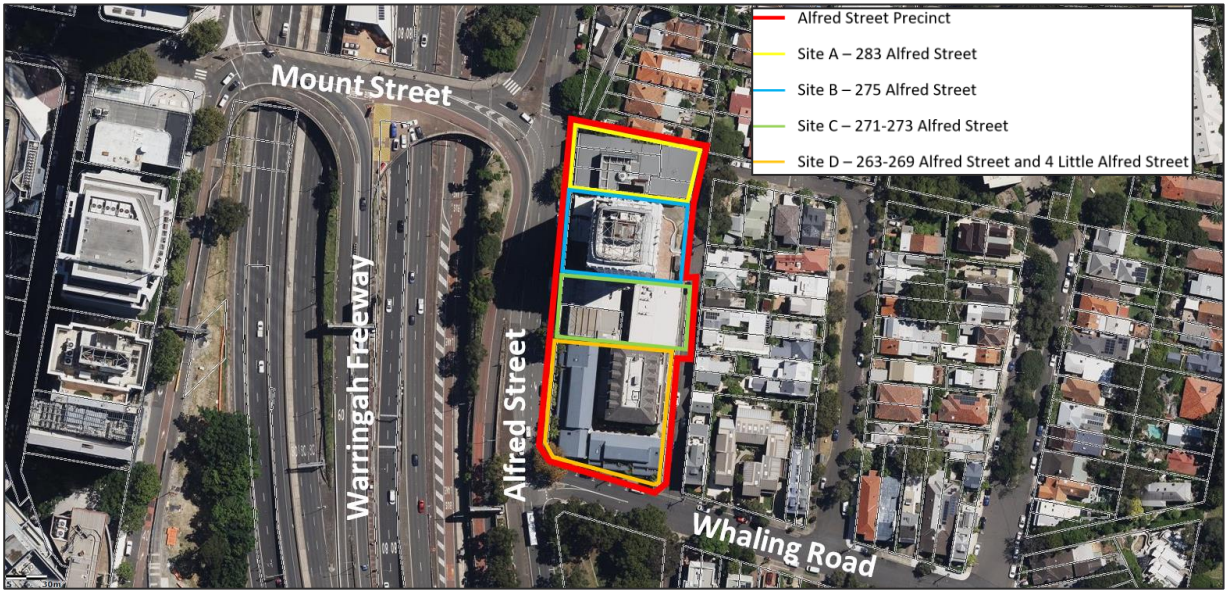 Alfred Street Precinct
Site A – 283 Alfred Street
Site B – 275 Alfred Street
Site C – 271-273 Alfred Street
Site D – 263-269 Alfred Street and 4 Little Alfred Street
Mount Street
Warringah Freeway
Alfred Street
Whaling Road
30m